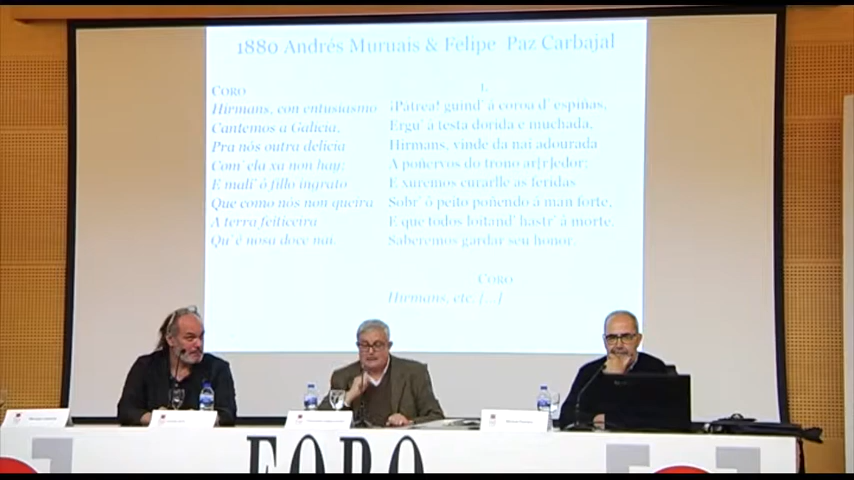 1880 Andrés Muruais & Felipe Paz Carbajal
CORO
Hirmans, con entusiasmo
Cantemos a Galicia,
Pra nós outra delicia
Com' ela xa non hay;
E mali' ô fillo ingrato
Que como nós non queira
A terra feiticeira
Qu' é nosa doce nai.
I.
¡Patrea! guind' á coroa d' espiñas,
Ergu' á testa dorida e muchada,
Hirmans, vinde da nai adourada
A poñervos do trono ar[r]edor;
E xuremos curarlle as feridas
Sobr' ô peito poñendo á man forte,
E que todos loitand' hastr' á morte,
Saberemos gardar seu honor.
CORO
Hirmans, etc. [...]
FORO